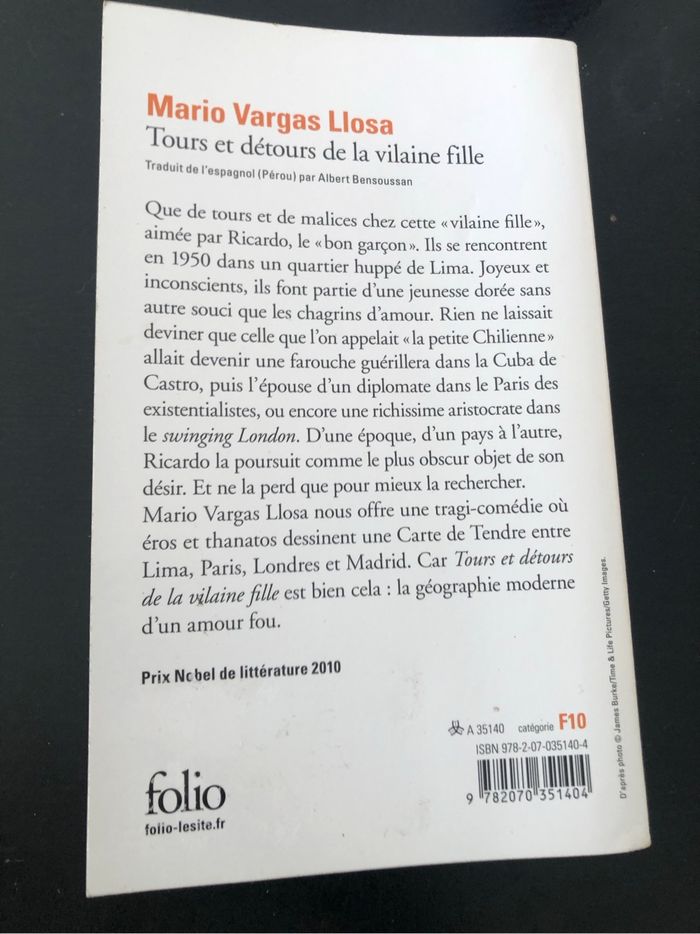 Mario Vargas Llosa
Tours et détours de la vilaine fille
Traduit de l'espagnol (Pérou) par Albert Bensoussan
Que de tours et de malices chez cette « vilaine fille »,
aimée par Ricardo, le « bon garçon ». Ils se rencontrent
en 1950 dans un quartier huppé de Lima. Joyeux et
inconscients, ils font partie d'une jeunesse dorée sans
autre souci que les chagrins d'amour. Rien ne laissait
deviner que celle que l'on appelait « la petite Chilienne »
allait devenir une farouche guérillera dans la Cuba de
Castro, puis l'épouse d'un diplomate dans le Paris des
existentialistes, ou encore une richissime aristocrate dans
le swinging London. D'une époque, d'un pays à l'autre,
Ricardo la poursuit comme le plus obscur objet de son
désir. Et ne la perd que pour mieux la rechercher.
Mario Vargas Llosa nous offre une tragi-comédie où
éros et thanatos dessinent une Carte de Tendre entre
Lima, Paris, Londres et Madrid. Car Tours et détours
de la vilaine fille est bien cela : la géographie moderne
d'un amour fou.
Prix Nobel de littérature 2010
A 35140 catégorie F10
ISBN 978-2-07-035140-4
9 782070 351404
folio
folio-lesite.fr
D'après photo © James Burke/Time & Life Pictures/Getty Images.